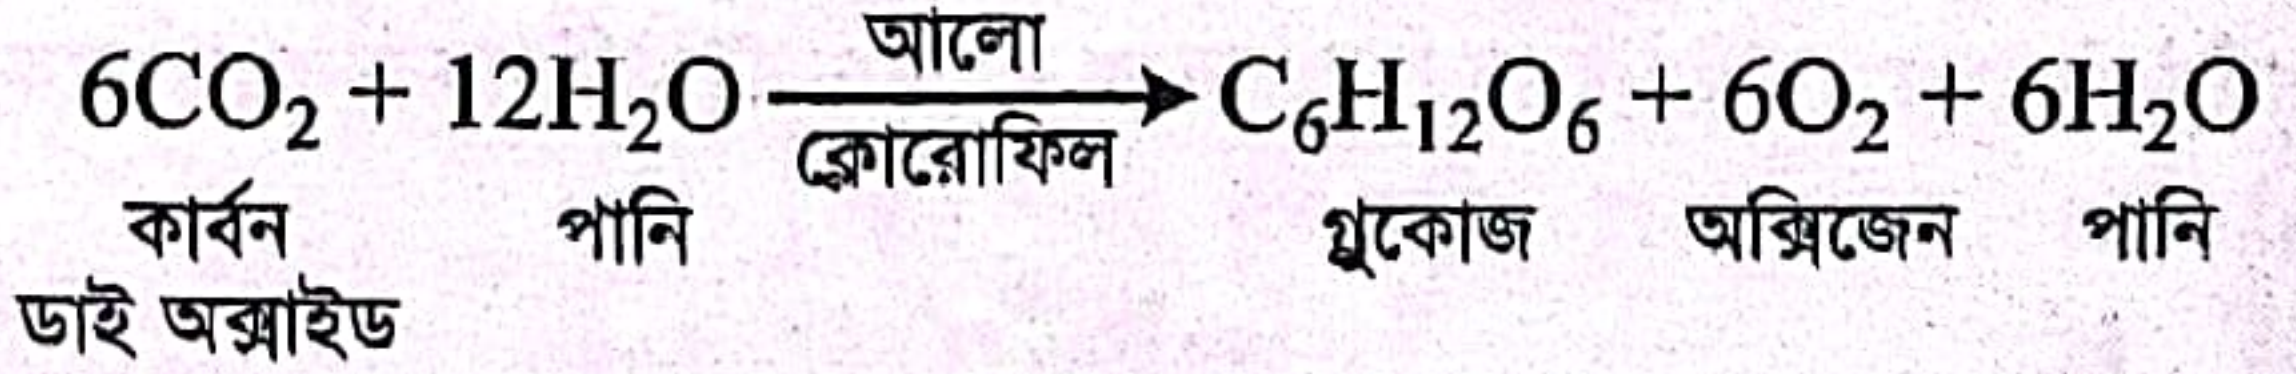 আলো
6CO₂ + 12H₂O ⟶ C₆H₁₂O₆ + 6O₂ + 6H₂O
ক্লোরোফিল
কার্বন পানি গ্লুকোজ অক্সিজেন পানি
ডাই অক্সাইড